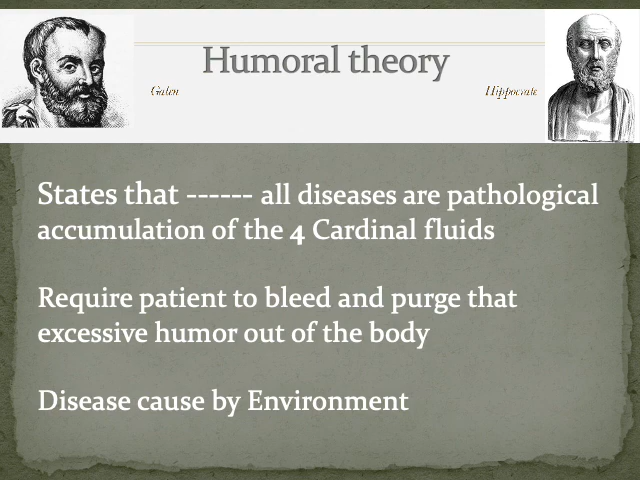 Humoral theory
Galen
Hippocrate
States that ------ all diseases are pathological
accumulation of the 4 Cardinal fluids
Require patient to bleed and purge that
excessive humor out of the body
Disease cause by Environment